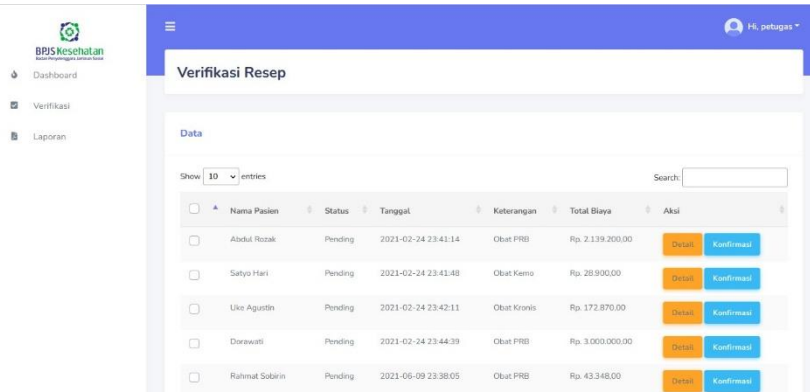 BPJS Kesehatan
Badan Penyelenggara Jaminan Sosial
Dashboard
Verifikasi
Laporan
Hi, petugas
Verifikasi Resep
Data
Show 10 entries
Search:
Nama Pasien Status Tanggal Keterangan Total Biaya Aksi
Abdul Rozak Pending 2021-02-24 23:41:14 Obat PRB Rp. 2.139.200,00 Detail Konfirmasi
Satyo Hari Pending 2021-02-24 23:41:48 Obat Kemo Rp. 28.900,00 Detail Konfirmasi
Uke Agustin Pending 2021-02-24 23:42:11 Obat Kronis Rp. 172.870,00 Detail Konfirmasi
Dorawati Pending 2021-02-24 23:44:39 Obat PRB Rp. 3.000.000,00 Detail Konfirmasi
Rahmat Sobirin Pending 2021-06-09 23:38:05 Obat PRB Rp. 43.348,00 Detail Konfirmasi